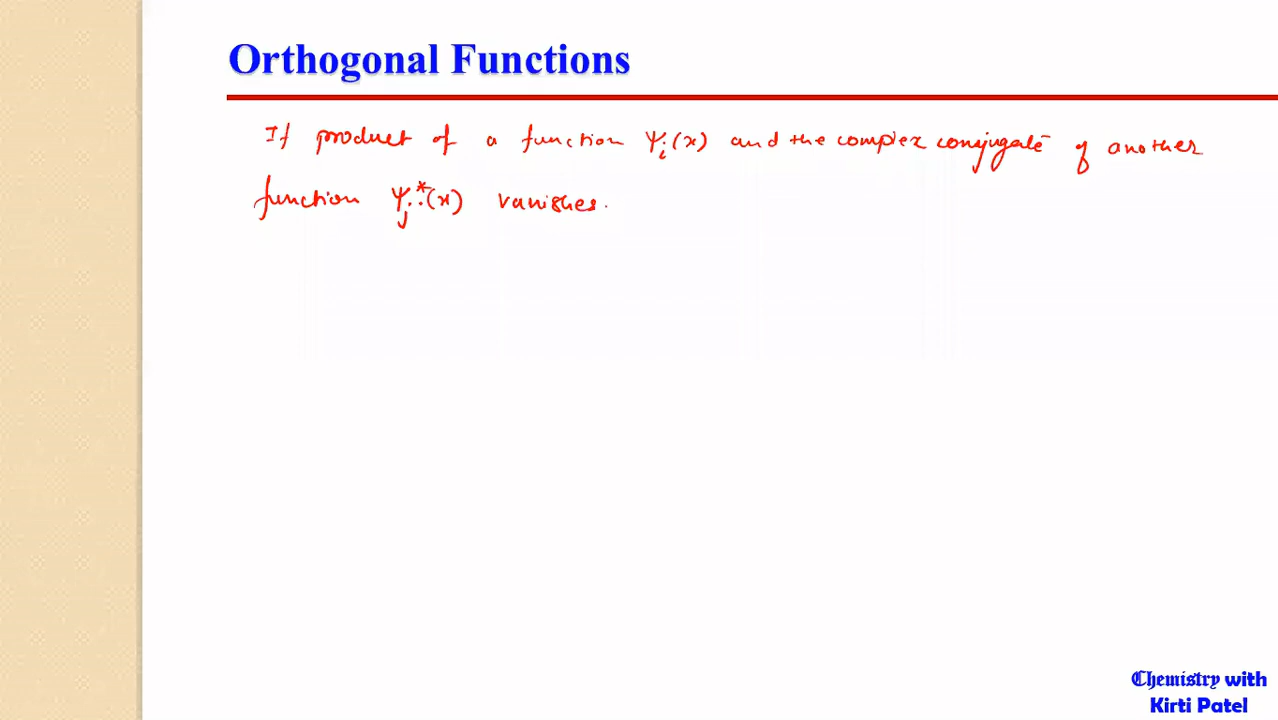 Orthogonal Functions
If product of a function Ψi(x) and the complex conjugate of another
function Ψj*(x) vanishes.
Chemistry with
Kirti Patel